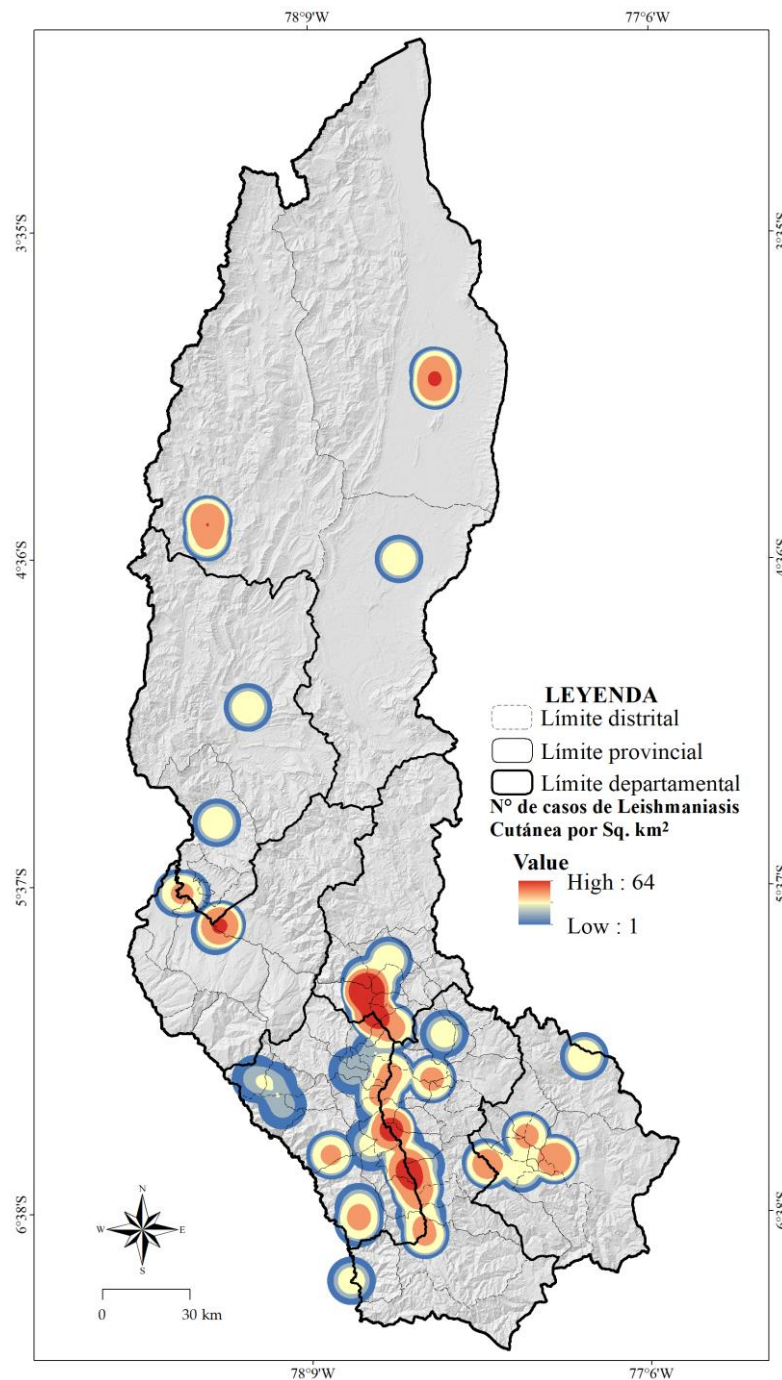 78°9'W
77°6'W
3°35'S
3°35'S
4°36'S
4°36'S
LEYENDA
Límite distrital
Límite provincial
Límite departamental
N° de casos de Leishmaniasis
Cutánea por Sq. km²
Value
High : 64
Low : 1
5°37'S
5°37'S
6°38'S
6°38'S
N
W
E
S
0
30 km
78°9'W
77°6'W